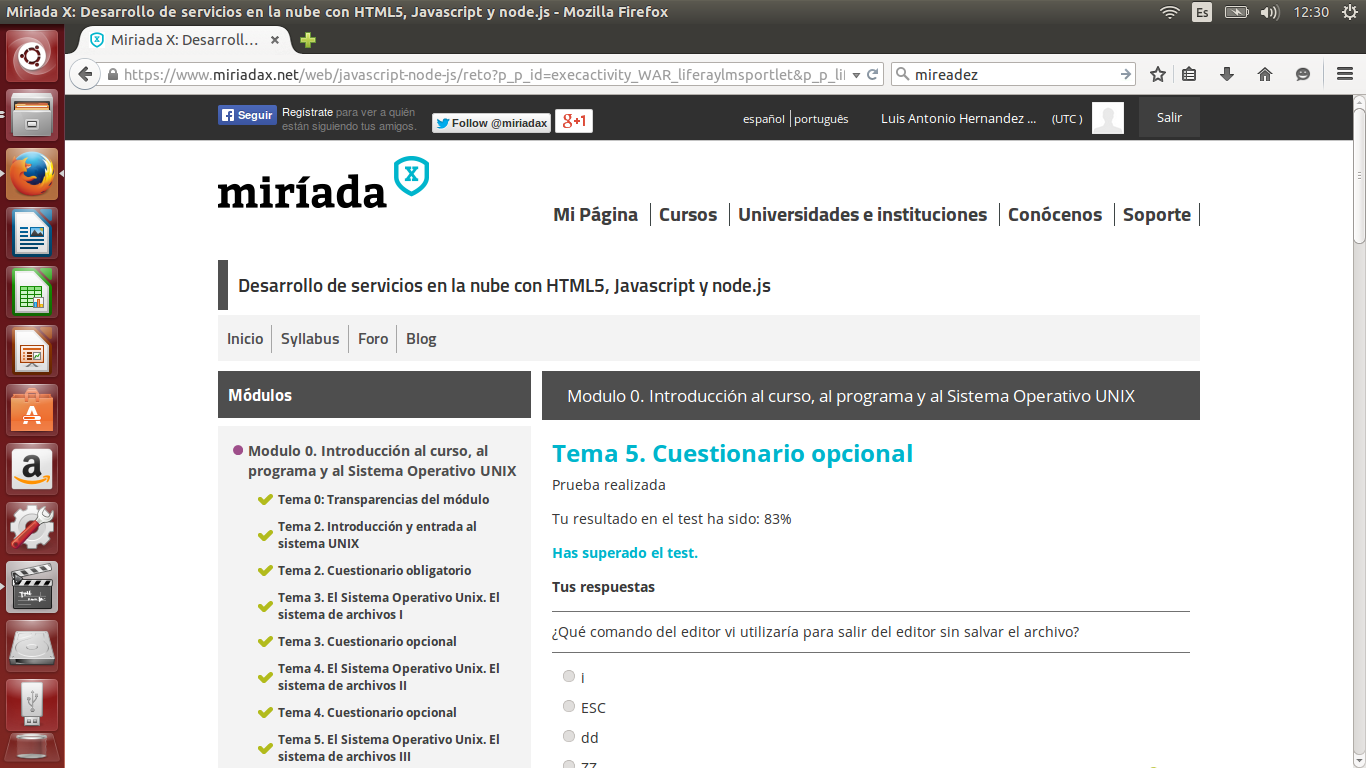 Miriada X: Desarrollo de servicios en la nube con HTML5, Javascript y node.js - Mozilla Firefox
Es
12:30
Miriada X: Desarroll...
https://www.miriadax.net/web/javascript-node-js/reto?p_p_id=execactivity_WAR_liferaylmsportlet&p_p_li
mireadez
Seguir
Regístrate para ver a quién
están siguiendo tus amigos.
Follow @miriadax
g+1
español
português
Luis Antonio Hernandez ...
(UTC )
Salir
miríada x
Mi Página
Cursos
Universidades e instituciones
Conócenos
Soporte
Desarrollo de servicios en la nube con HTML5, Javascript y node.js
Inicio
Syllabus
Foro
Blog
Módulos
Modulo 0. Introducción al curso, al
programa y al Sistema Operativo UNIX
Tema 0: Transparencias del módulo
Tema 2. Introducción y entrada al
sistema UNIX
Tema 2. Cuestionario obligatorio
Tema 3. El Sistema Operativo Unix. El
sistema de archivos I
Tema 3. Cuestionario opcional
Tema 4. El Sistema Operativo Unix. El
sistema de archivos II
Tema 4. Cuestionario opcional
Tema 5. El Sistema Operativo Unix. El
sistema de archivos III
Modulo 0. Introducción al curso, al programa y al Sistema Operativo UNIX
Tema 5. Cuestionario opcional
Prueba realizada
Tu resultado en el test ha sido: 83%
Has superado el test.
Tus respuestas
¿Qué comando del editor vi utilizaría para salir del editor sin salvar el archivo?
i
ESC
dd
ZZ